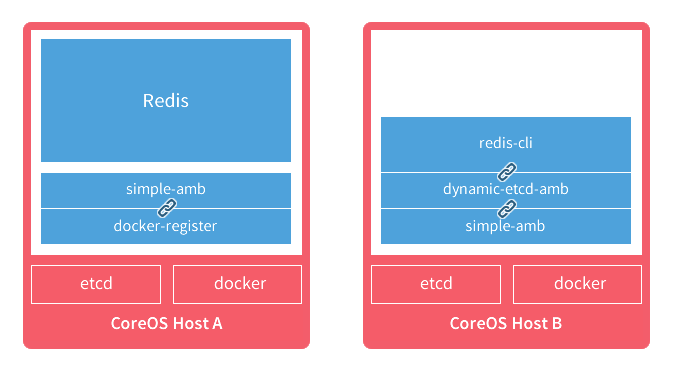 Redis
simple-amb
docker-register
etcd
docker
CoreOS Host A
redis-cli
dynamic-etcd-amb
simple-amb
etcd
docker
CoreOS Host B